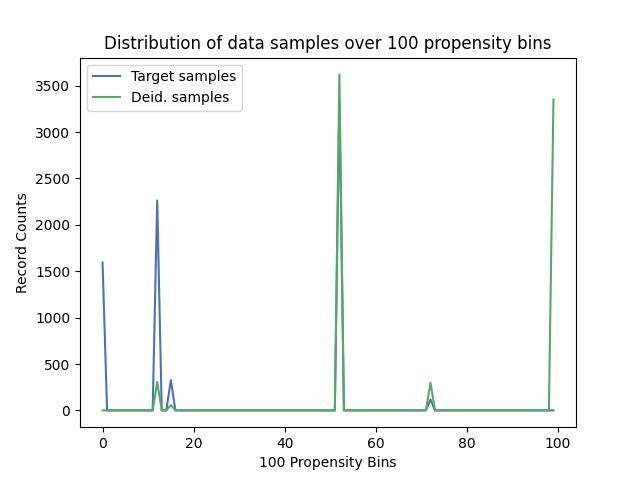 Distribution of data samples over 100 propensity bins
Target samples
Deid. samples
3500
3000
2500
2000
1500
1000
500
0
Record Counts
0 20 40 60 80 100
100 Propensity Bins